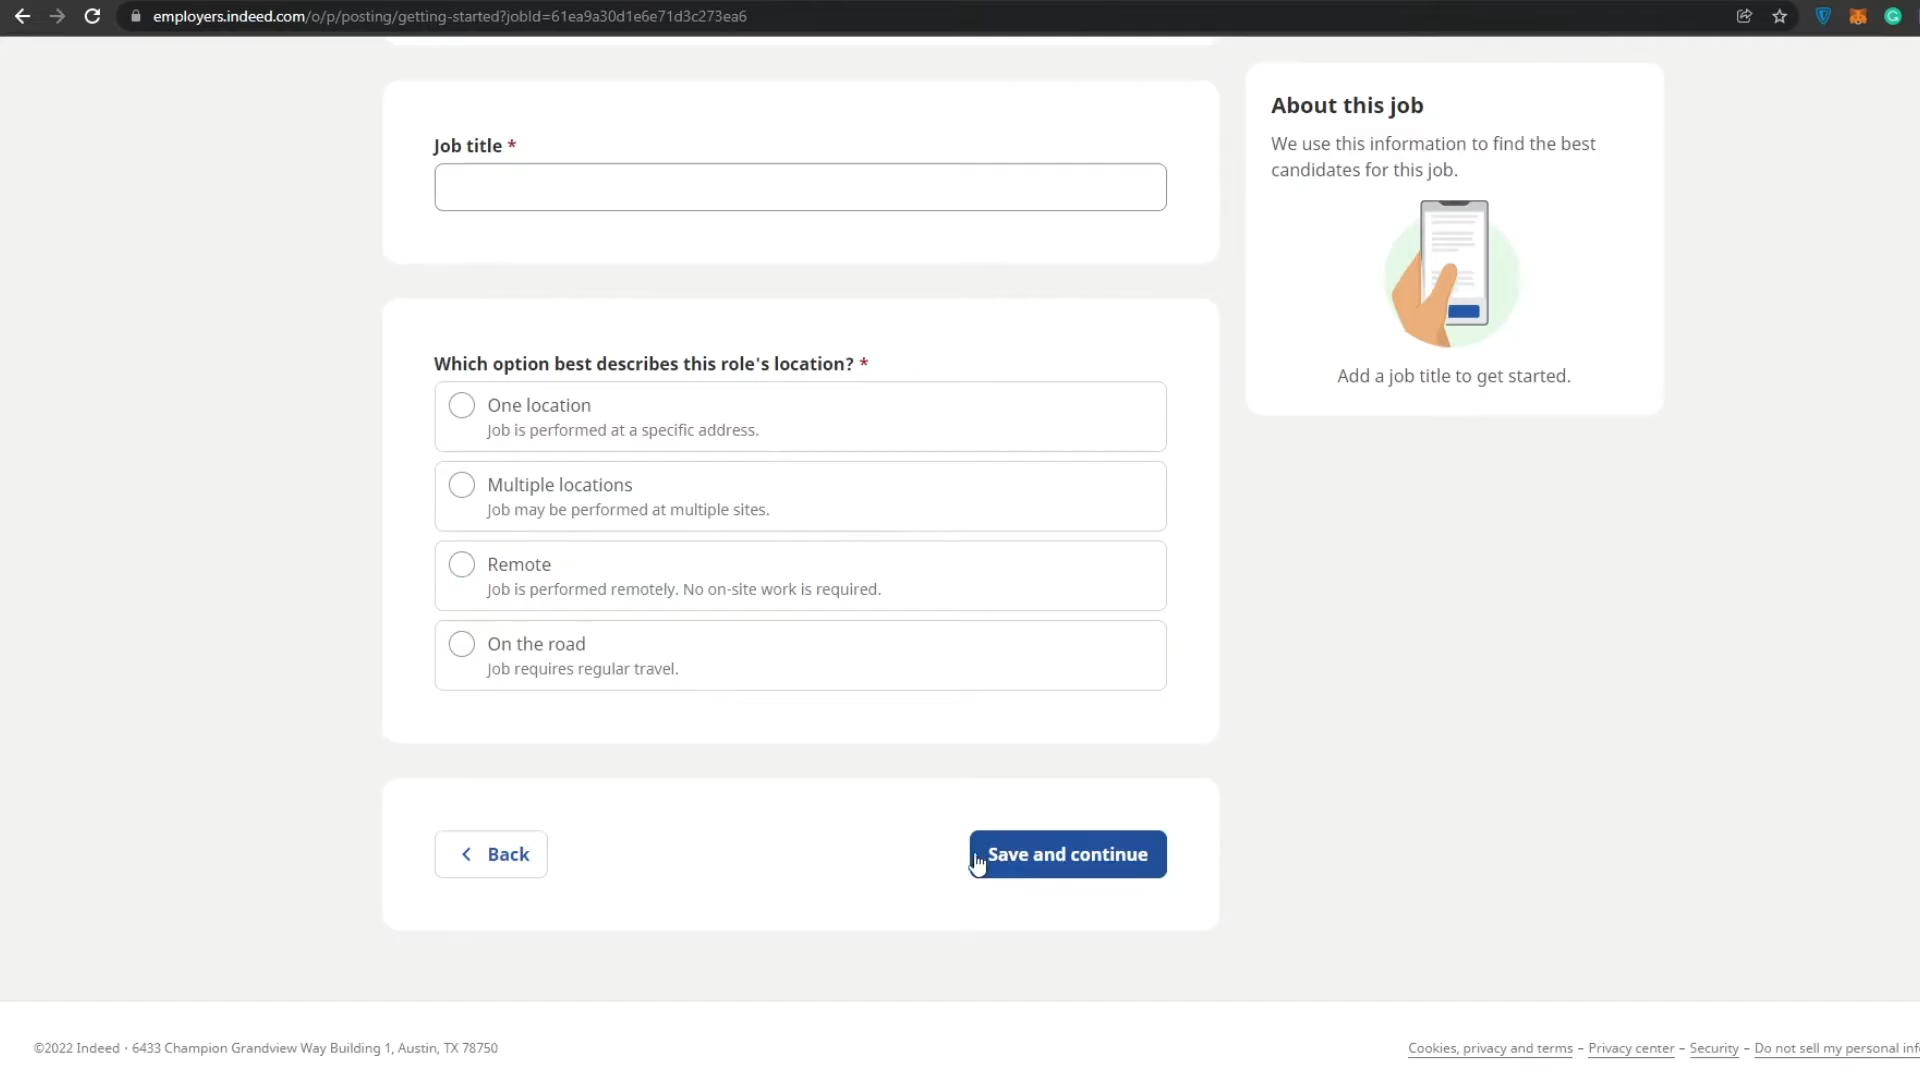 employers.indeed.com/o/p/posting/getting-started?jobId=61ea9a30d1e6e71d3c273ea6
Job title *
Which option best describes this role's location? *
One location
Job is performed at a specific address.
Multiple locations
Job may be performed at multiple sites.
Remote
Job is performed remotely. No on-site work is required.
On the road
Job requires regular travel.
Back
Save and continue
About this job
We use this information to find the best
candidates for this job.
Add a job title to get started.
©2022 Indeed · 6433 Champion Grandview Way Building 1, Austin, TX 78750
Cookies, privacy and terms – Privacy center – Security – Do not sell my personal inf